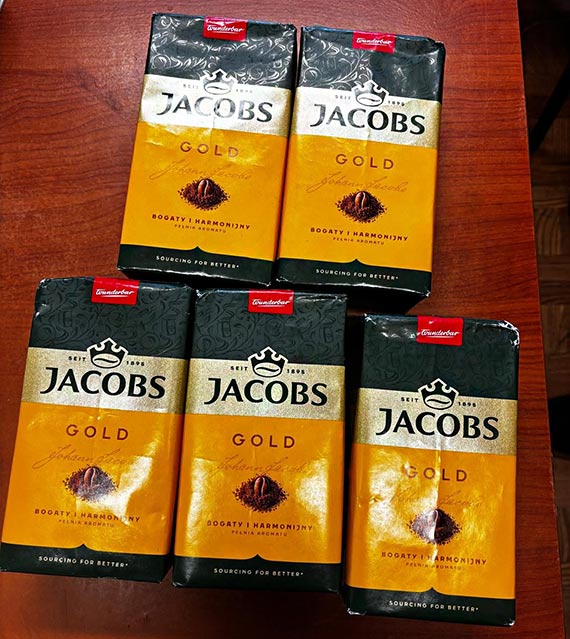 Wunderbar
SEIT 1895
JACOBS
GOLD
Johann Jacobs
BOGATY I HARMONIJNY
PEŁNIA AROMATU
SOURCING FOR BETER*
Wunderbar
SEIT 1895
JACOBS
GOLD
Johann Jacobs
BOGATY I HARMONIJNY
PEŁNIA AROMATU
SOURCING FOR BETTER*
Wunderbar
SEIT 1895
JACOBS
GOLD
Johann Jacobs
BOGATY I HARMONIJNY
PEŁNIA AROMATU
SOURCING FOR BETTER*
Wunderbar
SEIT 1895
JACOBS
GOLD
Johann Jacobs
BOGATY I HARMONIJNY
PEŁNIA AROMATU
SOURCING FOR BETTER*
Wunderbar
SEIT 1895
JACOBS
GOLD
Jacobs
BOGATY I HARMONIJNY
PEŁNIA AROMATU
SOURCING FOR BETTER*